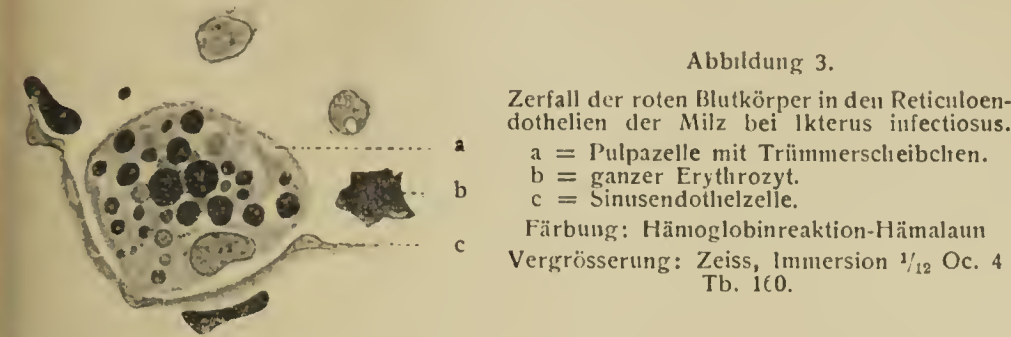 Abbildung 3.
Zerfall der roten Blutkörper in den Reticuloen-
dothelien der Milz bei Ikterus infectiosus.
a = Pulpazelle mit Trümmerscheibchen.
b = ganzer Erythrozyt.
c = Sinusendothelzelle.
Färbung: Hämoglobinreaktion-Hämalaun
Vergrösserung: Zeiss, Immersion 1/12 Oc. 4
Tb. 160.
a
b
c